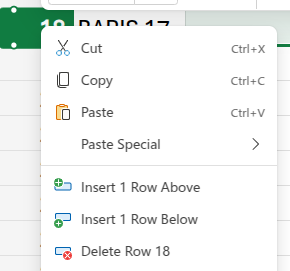 18 PARIS 17
Cut Ctrl+X
Copy Ctrl+C
Paste Ctrl+V
Paste Special
Insert 1 Row Above
Insert 1 Row Below
Delete Row 18